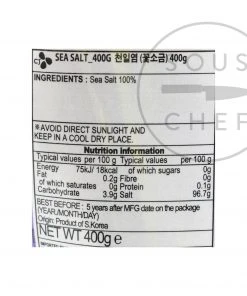 SOUS
CHEF
CJ SEA SALT_400G 천일염 (꽃소금) 400g
INGREDIENTS : Sea Salt 100%
※AVOID DIRECT SUNLIGHT AND
KEEP IN A COOL DRY PLACE.
Nutrition Information
Typical values per 100 g Typical Values per 100 g
Energy 75kJ/ 18kcal of which sugars 0g
Fat 0.2g Fibre 0g
of which saturates 0g Protein 0.1g
Carbohydrate 3.9g Salt 96.7g
BEST BEFORE : 5 years after MFG date on the package
(YEAR/MONTH/DAY)
Origin: Product of S.Korea
NET WT 400g e